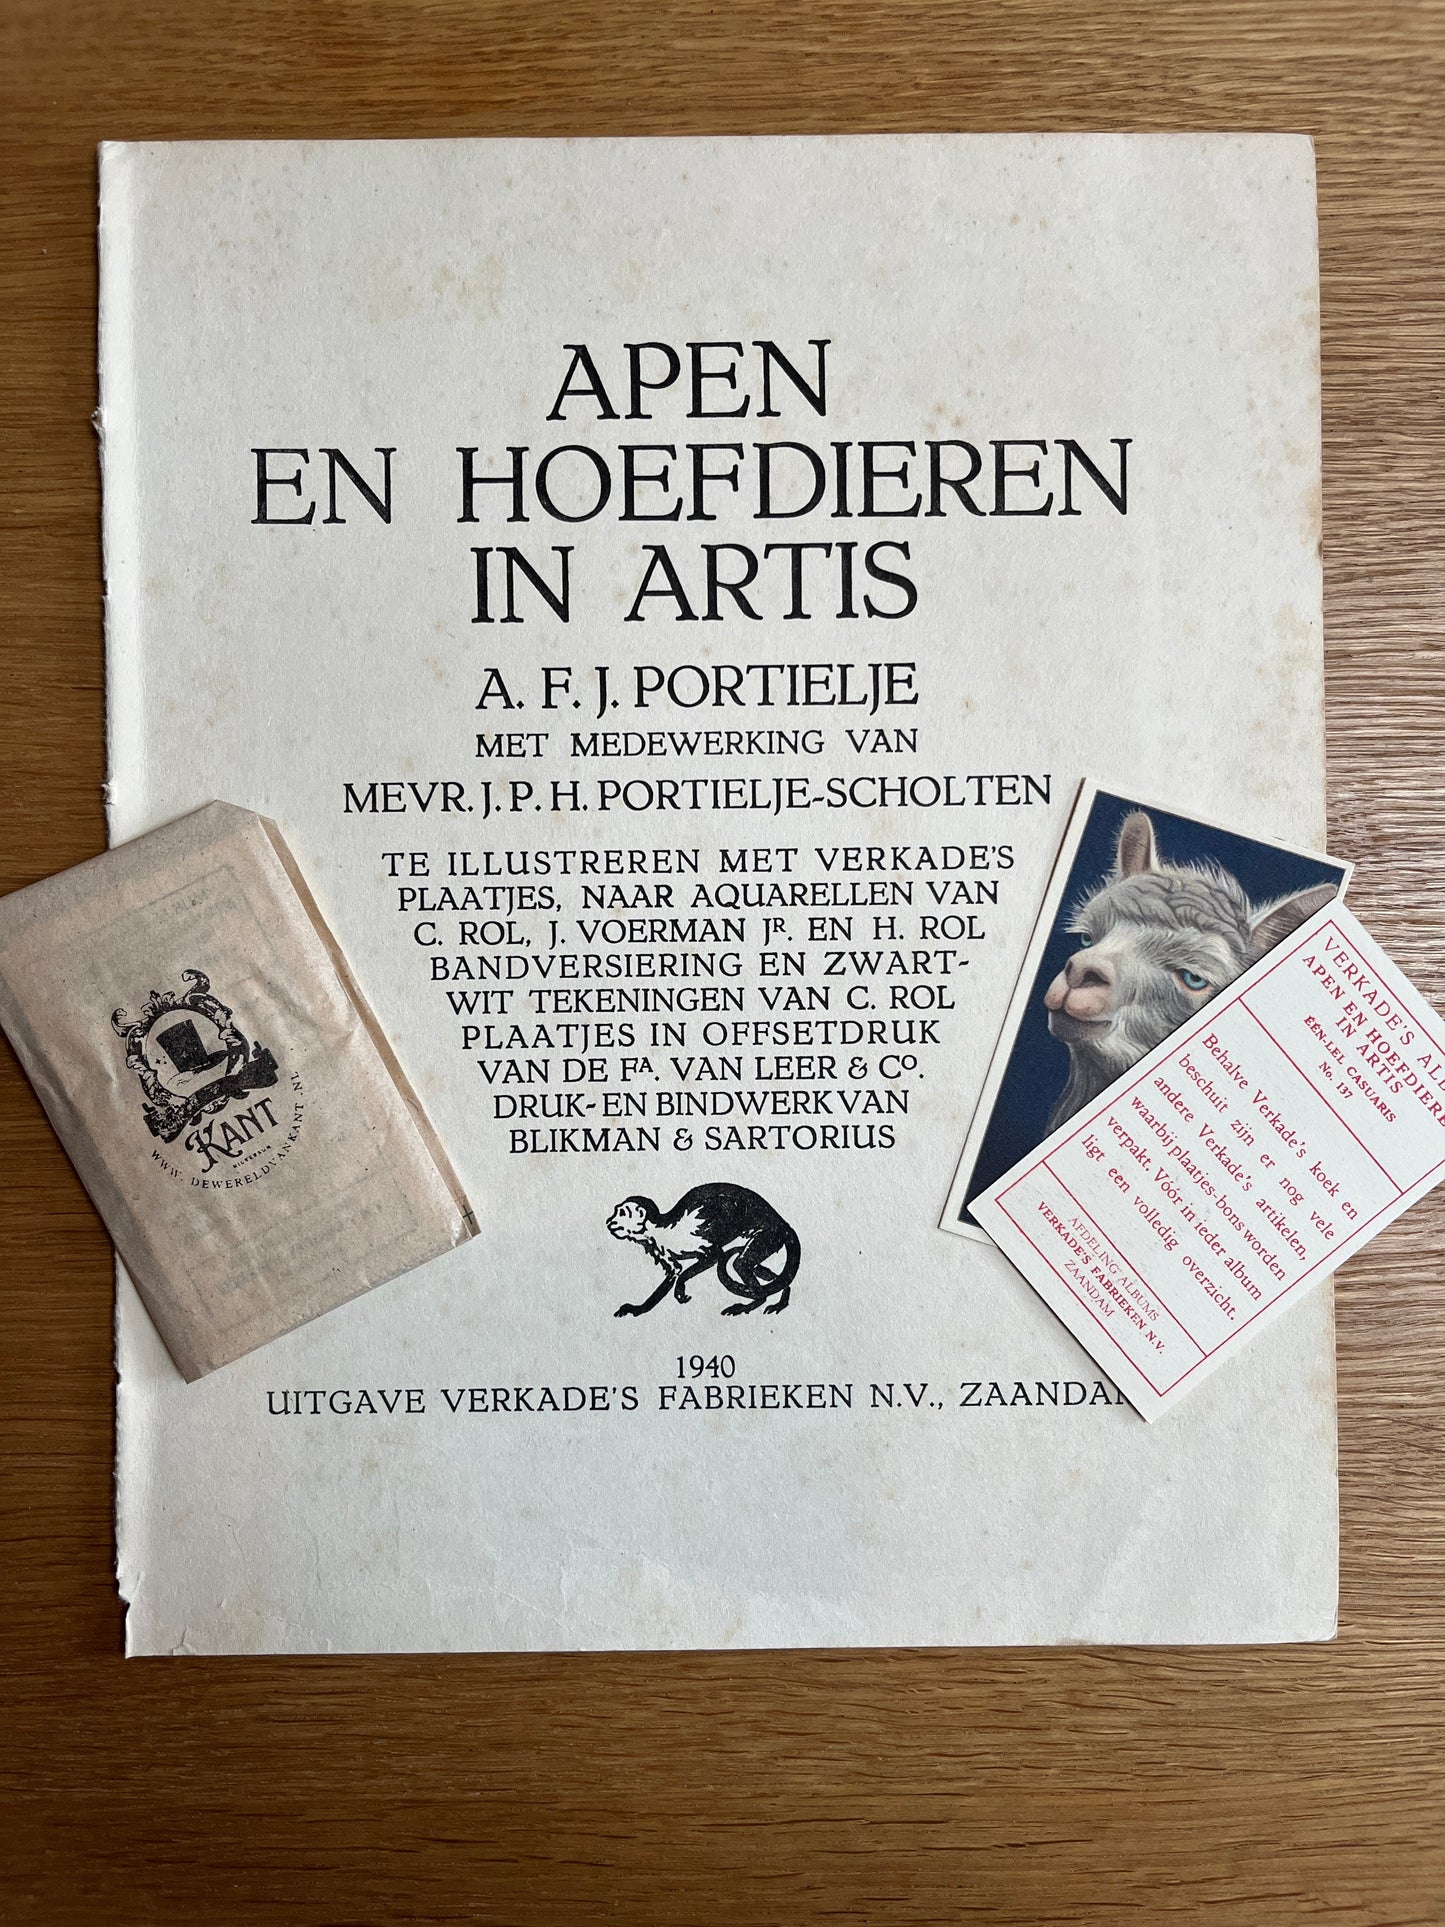 APEN
EN HOEFDIEREN
IN ARTIS
A. F. J. PORTIELJE
MET MEDEWERKING VAN
MEVR. J. P. H. PORTIELJE-SCHOLTEN
TE ILLUSTREREN MET VERKADE'S
PLAATJES, NAAR AQUARELLEN VAN
C. ROL, J. VOERMAN JR. EN H. ROL
BANDVERSIERING EN ZWART-
WIT TEKENINGEN VAN C. ROL
PLAATJES IN OFFSETDRUK
VAN DE FA. VAN LEER & CO.
DRUK- EN BINDWERK VAN
BLIKMAN & SARTORIUS
1940
UITGAVE VERKADE'S FABRIEKEN N.V., ZAANDA
KANT
HILVERSUM
WWW. DEWERELDVANKANT .NL
VERKADE'S
APEN EN HOEFDIEREN
IN ARTIS
ÉÉN-LEL CASUARIS
No. 137
Behalve Verkade's koek en
beschuit zijn er nog vele
andere Verkade's artikelen,
waarbij plaatjes-bons worden
verpakt. Vóór in ieder album
ligt een volledig overzicht.
AFDELING ALBUMS
VERKADE'S FABRIEKEN N.V.
ZAANDAM